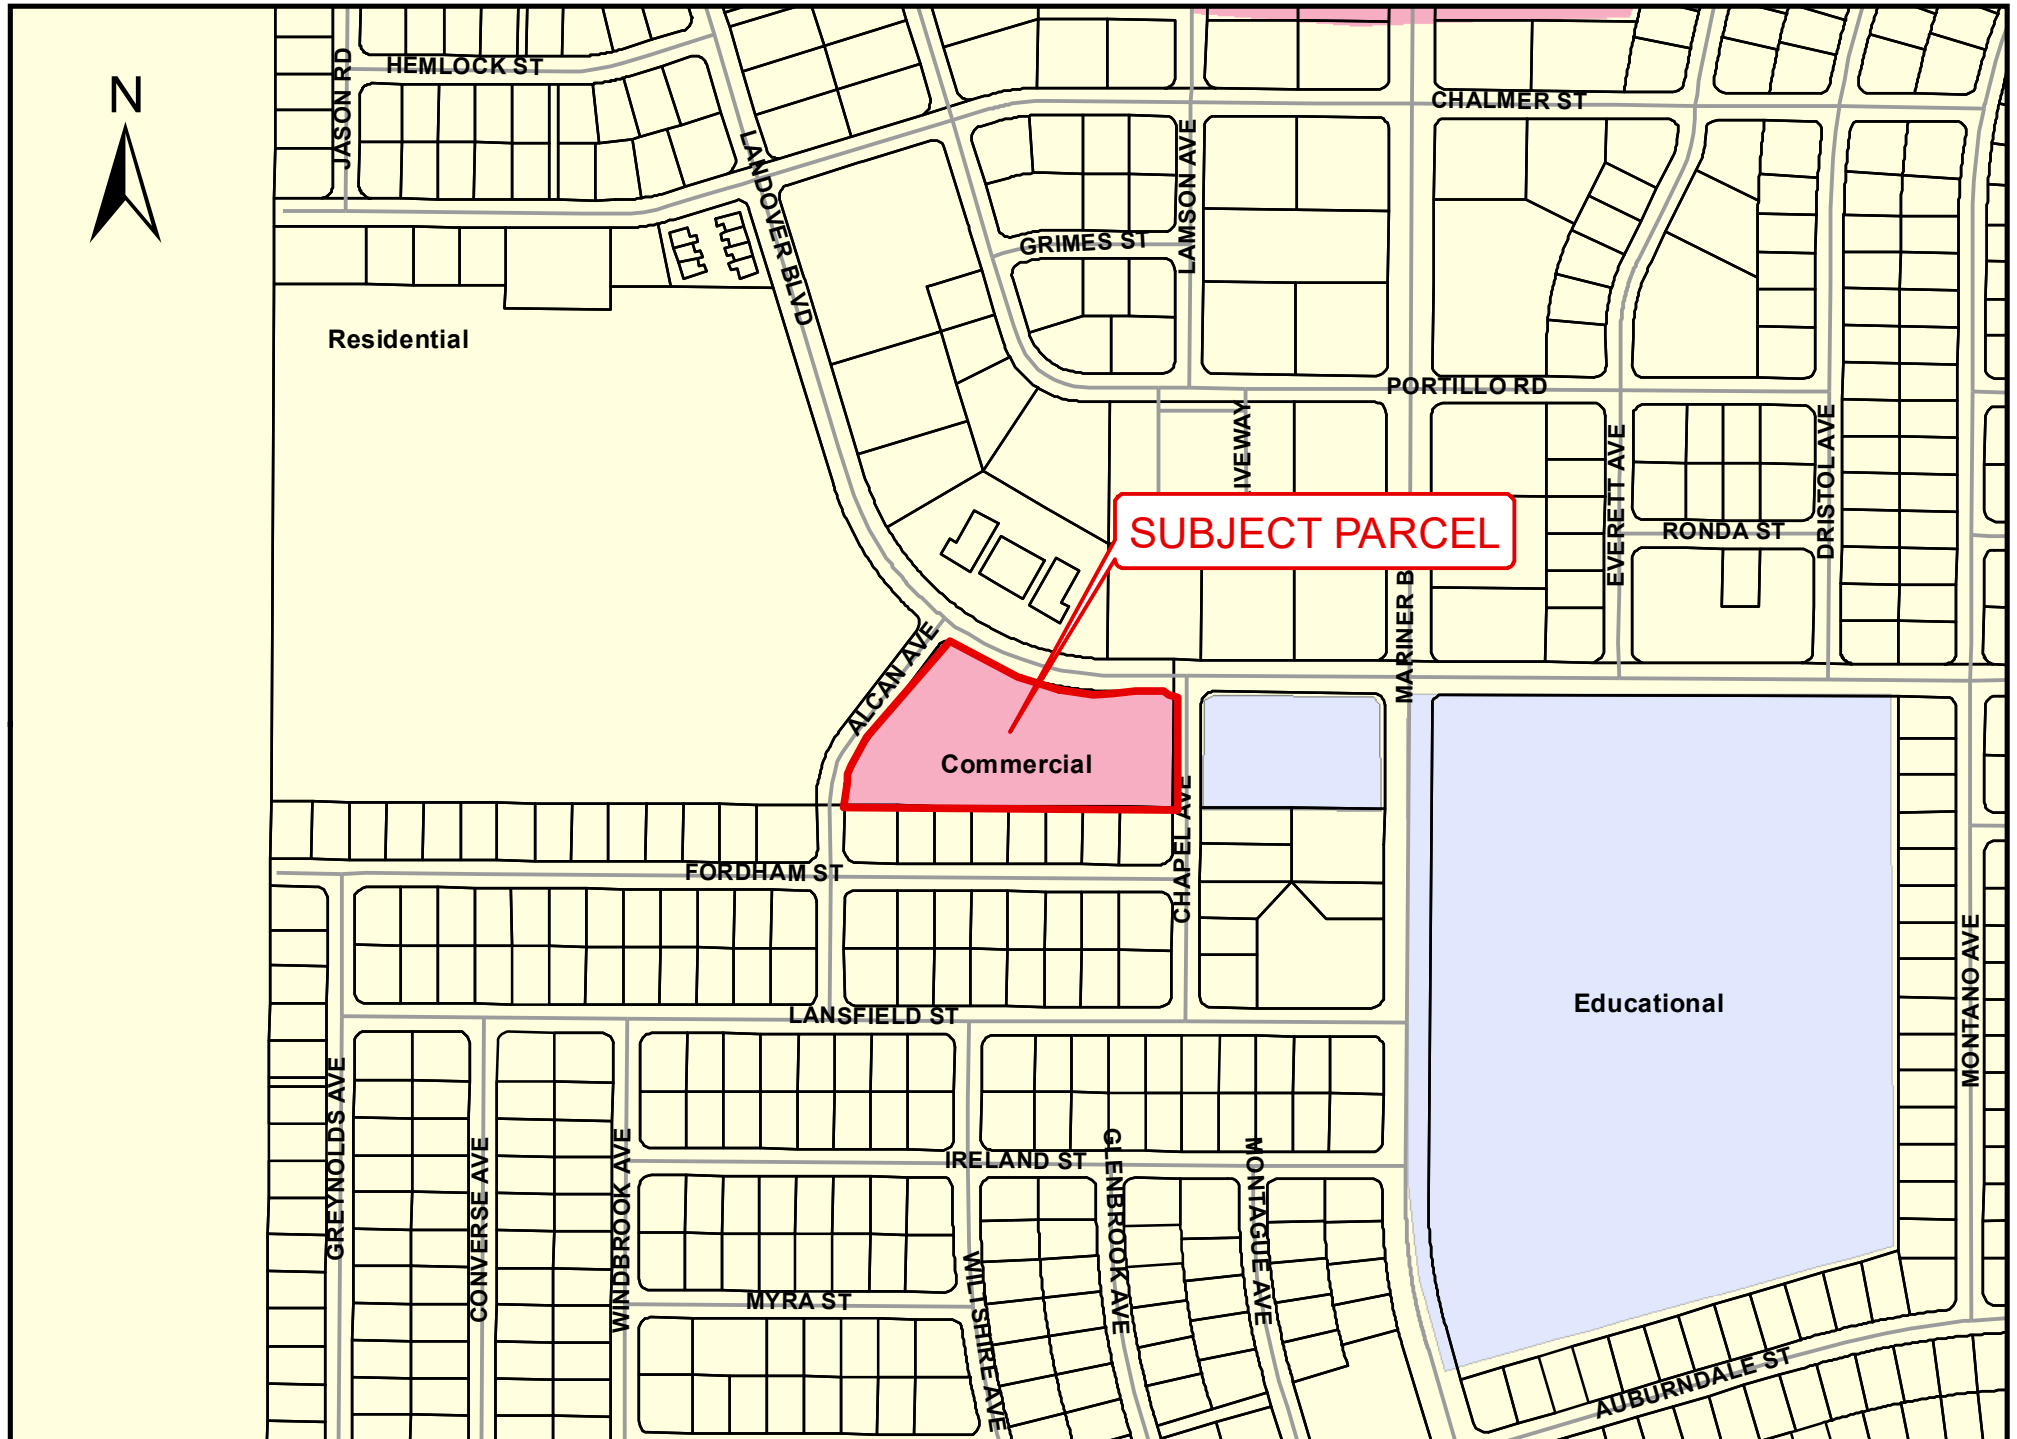 N
HEMLOCK ST
JASON RD
CHALMER ST
LANDOVER BLVD
LAMSON AVE
GRIMES ST
Residential
PORTILLO RD
IVEWAY
EVERETT AVE
DRISTOL AVE
SUBJECT PARCEL
RONDA ST
MARINER B
ALCAN AVE
Commercial
CHAPEL AVE
FORDHAM ST
Educational
MONTANO AVE
LANSFIELD ST
GREYNOLDS AVE
CONVERSE AVE
WINDBROOK AVE
IRELAND ST
GLENBROOK AVE
MONTAGUE AVE
MYRA ST
WILTSHIRE AVE
AUBURNDALE ST